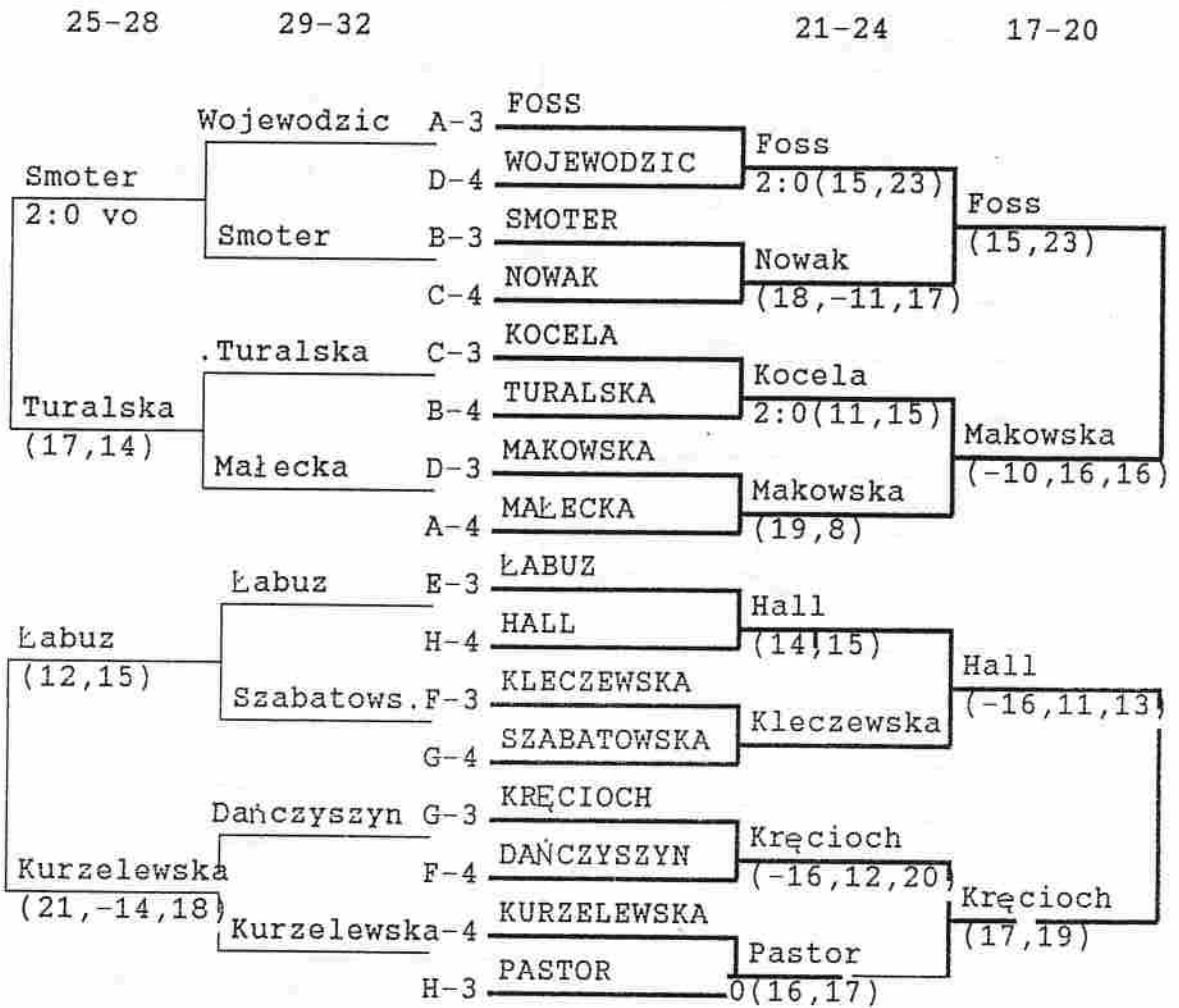 25-28 29-32 21-24 17-20
Wojewodzic A-3 FOSS
Smoter D-4 WOJEWODZIC Foss
2:0 vo 2:0(15,23) Foss
Smoter B-3 SMOTER (15,23)
C-4 NOWAK Nowak
(18,-11,17)
.Turalska C-3 KOCELA
Turalska B-4 TURALSKA Kocela
(17,14) 2:0(11,15) Makowska
Małecka D-3 MAKOWSKA (-10,16,16)
A-4 MAŁECKA Makowska
(19,8)
Łabuz E-3 ŁABUZ
Łabuz H-4 HALL Hall
(12,15) (14,15) Hall
Szabatows. F-3 KLECZEWSKA (-16,11,13)
G-4 SZABATOWSKA Kleczewska
Dańczyszyn G-3 KRĘCIOCH
Kurzelewska F-4 DAŃCZYSZYN Kręcioch
(21,-14,18) (-16,12,20) Kręcioch
Kurzelewska-4 KURZELEWSKA (17,19)
H-3 PASTOR Pastor
0(16,17)